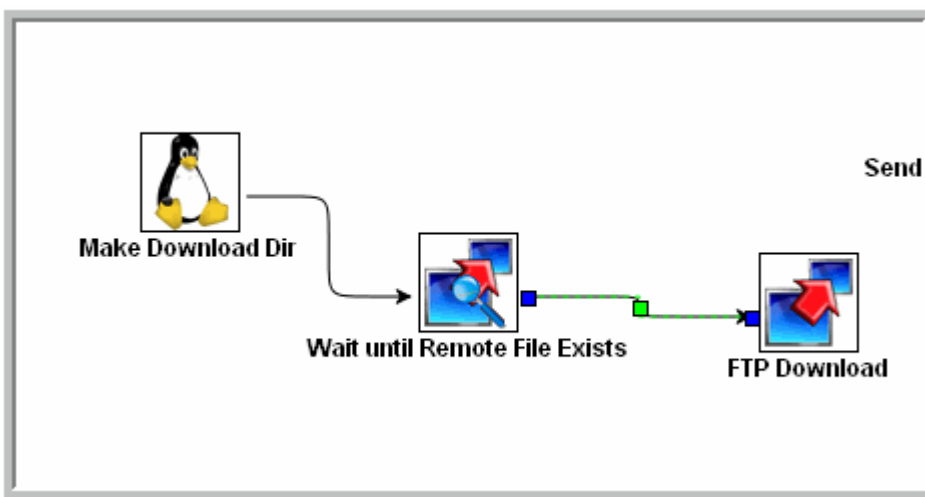 Send
Make Download Dir
Wait until Remote File Exists
FTP Download